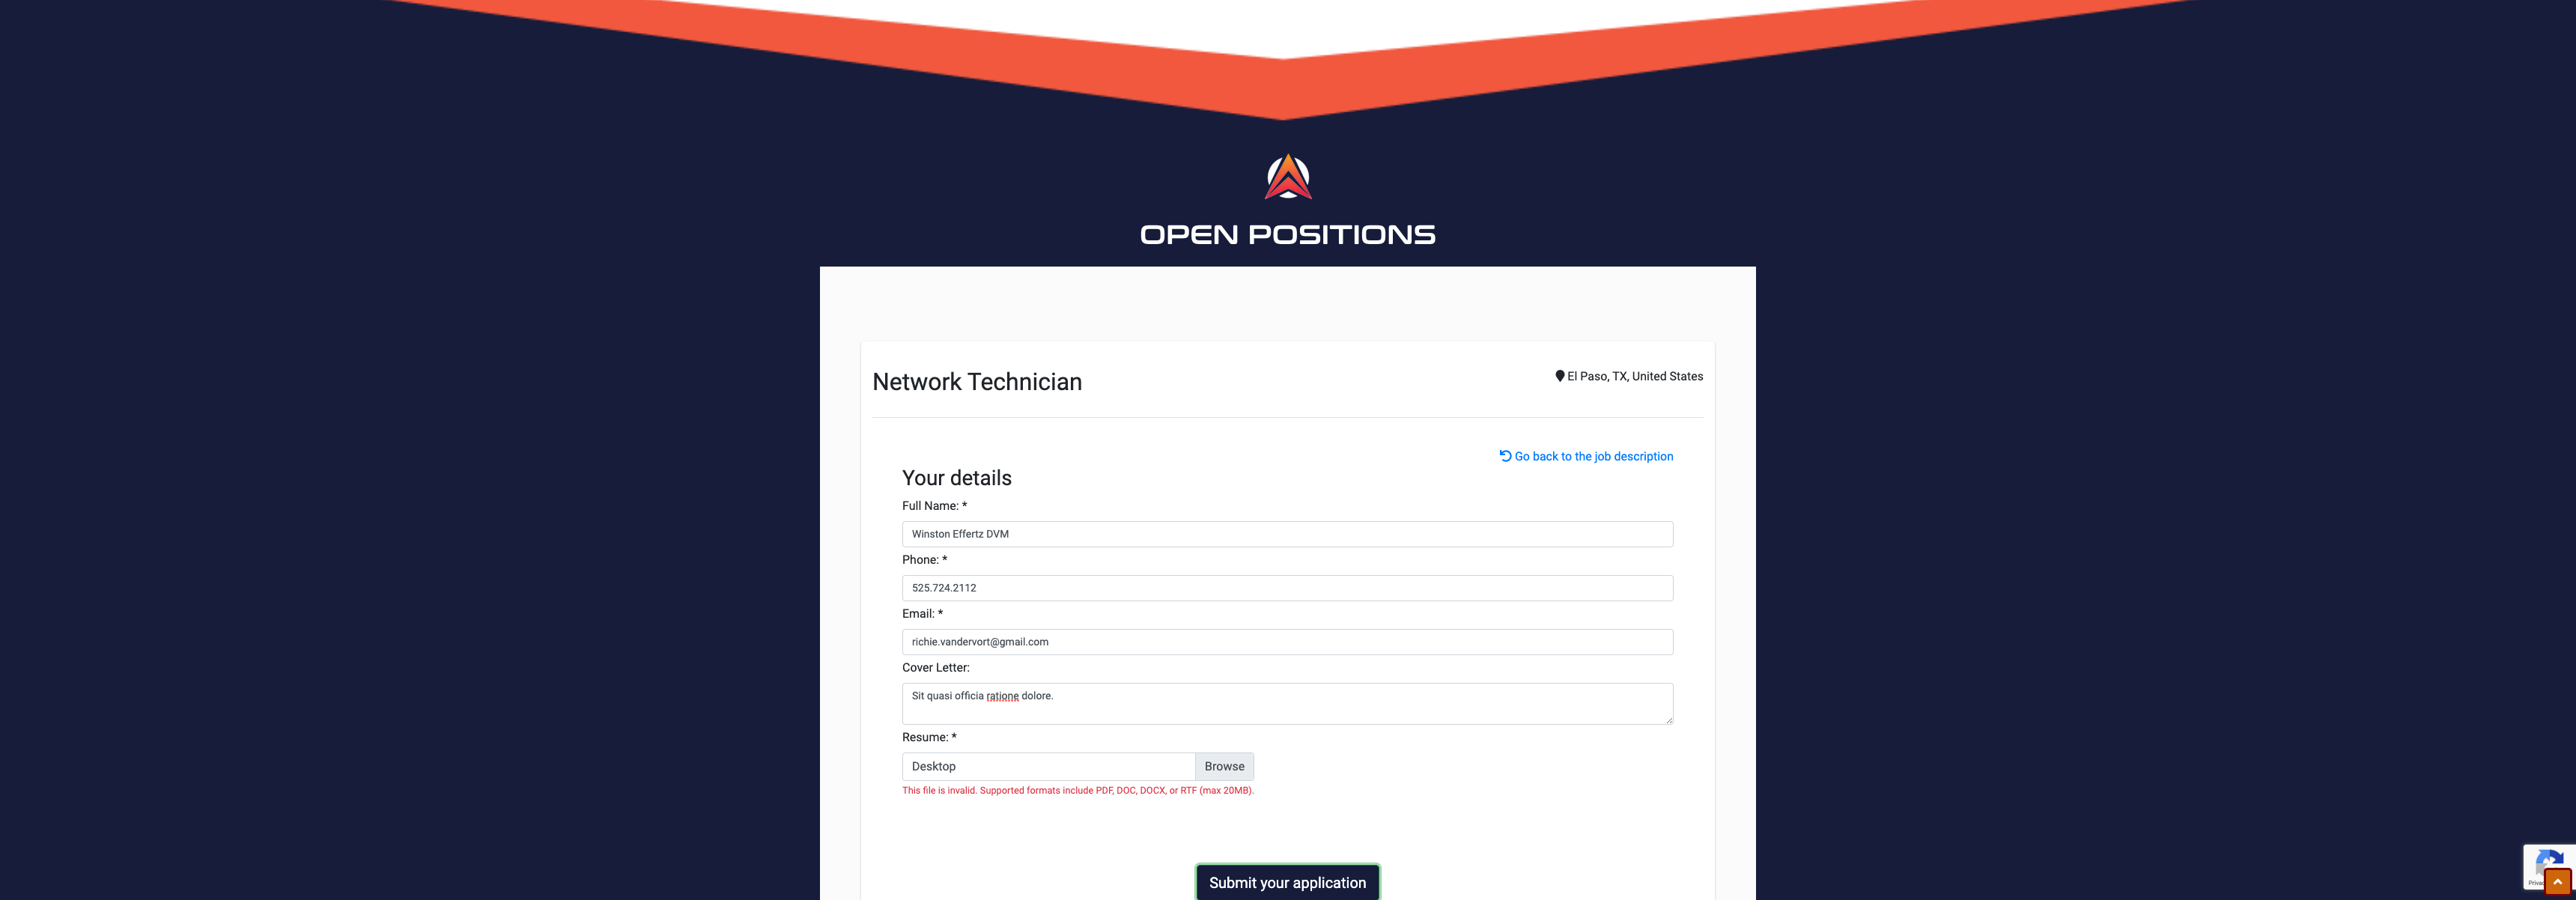 OPEN POSITIONS
Network Technician
El Paso, TX, United States
Go back to the job description
Your details
Full Name: *
Winston Effertz DVM
Phone: *
525.724.2112
Email: *
richie.vandervort@gmail.com
Cover Letter:
Sit quasi officia ratione dolore.
Resume: *
Desktop
Browse
This file is invalid. Supported formats include PDF, DOC, DOCX, or RTF (max 20MB).
Submit your application